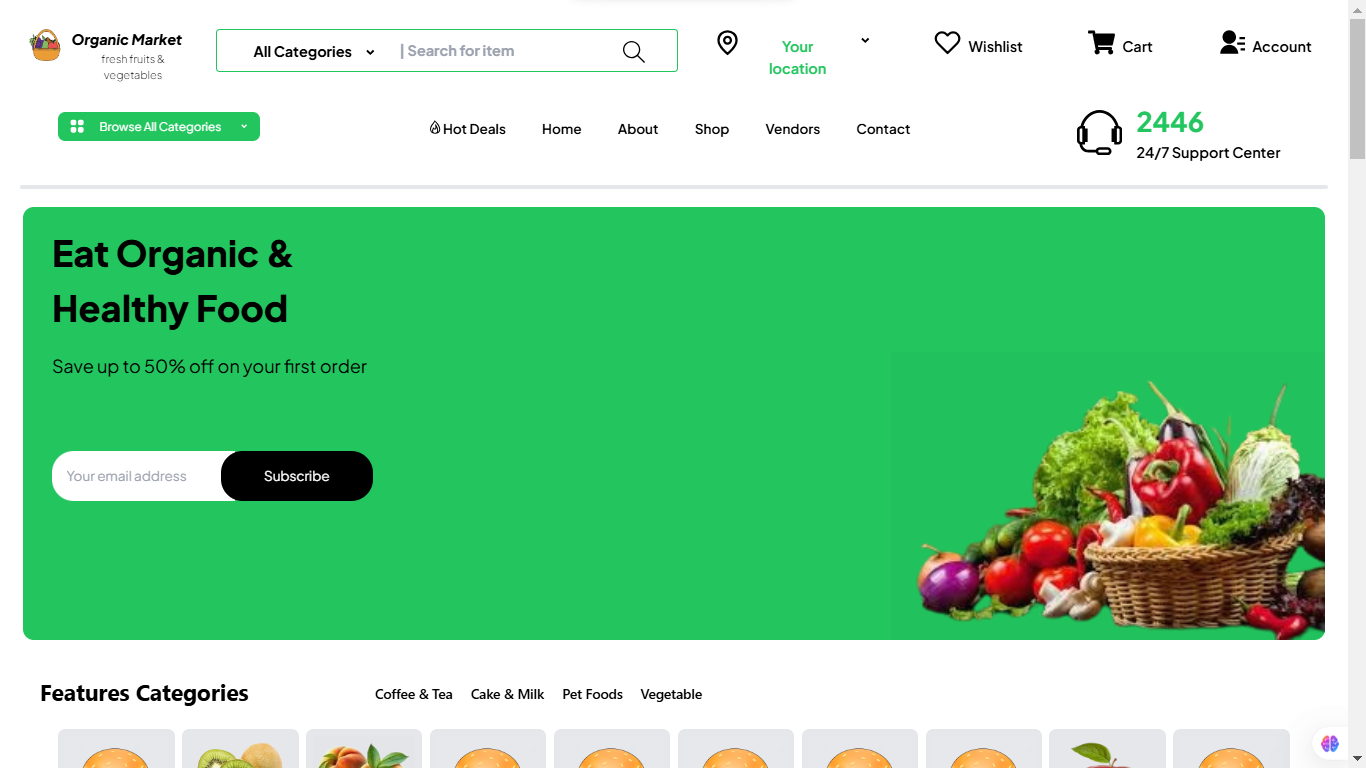 Organic Market
fresh fruits &
vegetables
All Categories
| Search for item
Your
location
Wishlist
Cart
Account
Browse All Categories
Hot Deals
Home
About
Shop
Vendors
Contact
2446
24/7 Support Center
Eat Organic &
Healthy Food
Save up to 50% off on your first order
Your email address
Subscribe
Features Categories
Coffee & Tea
Cake & Milk
Pet Foods
Vegetable